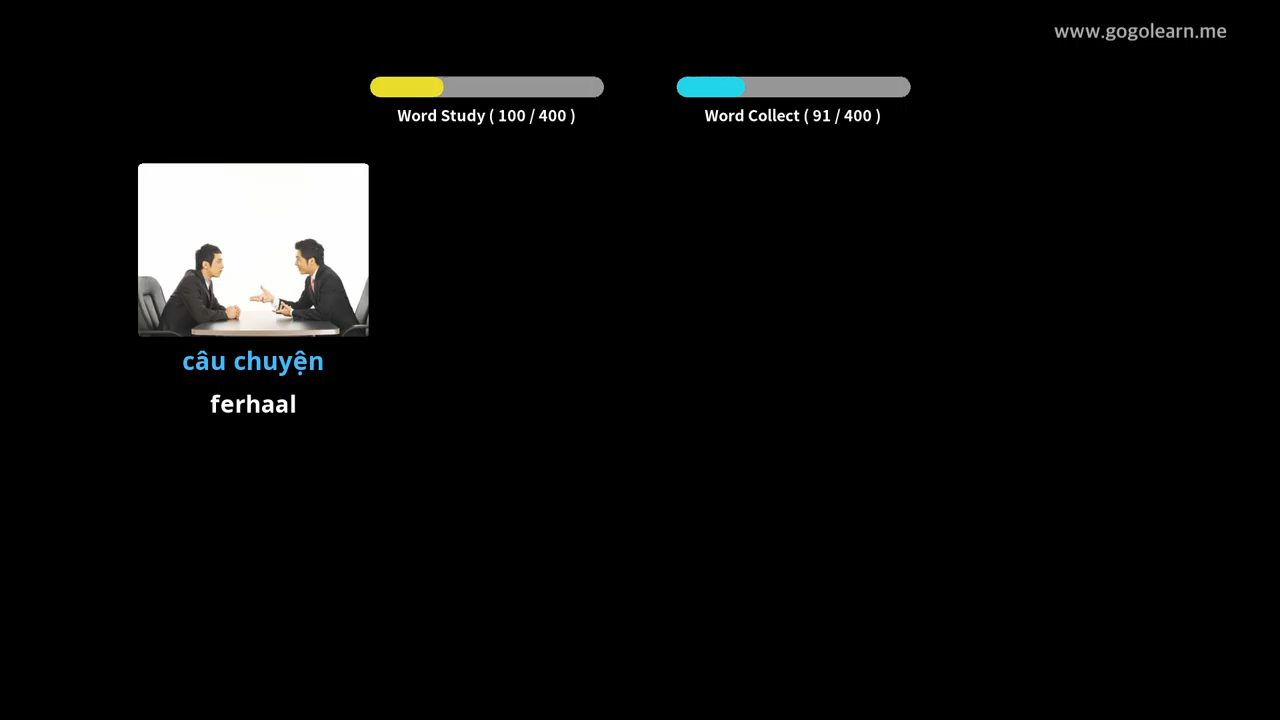 www.gogolearn.me
Word Study ( 100 / 400 )
Word Collect ( 91 / 400 )
câu chuyện
ferhaal